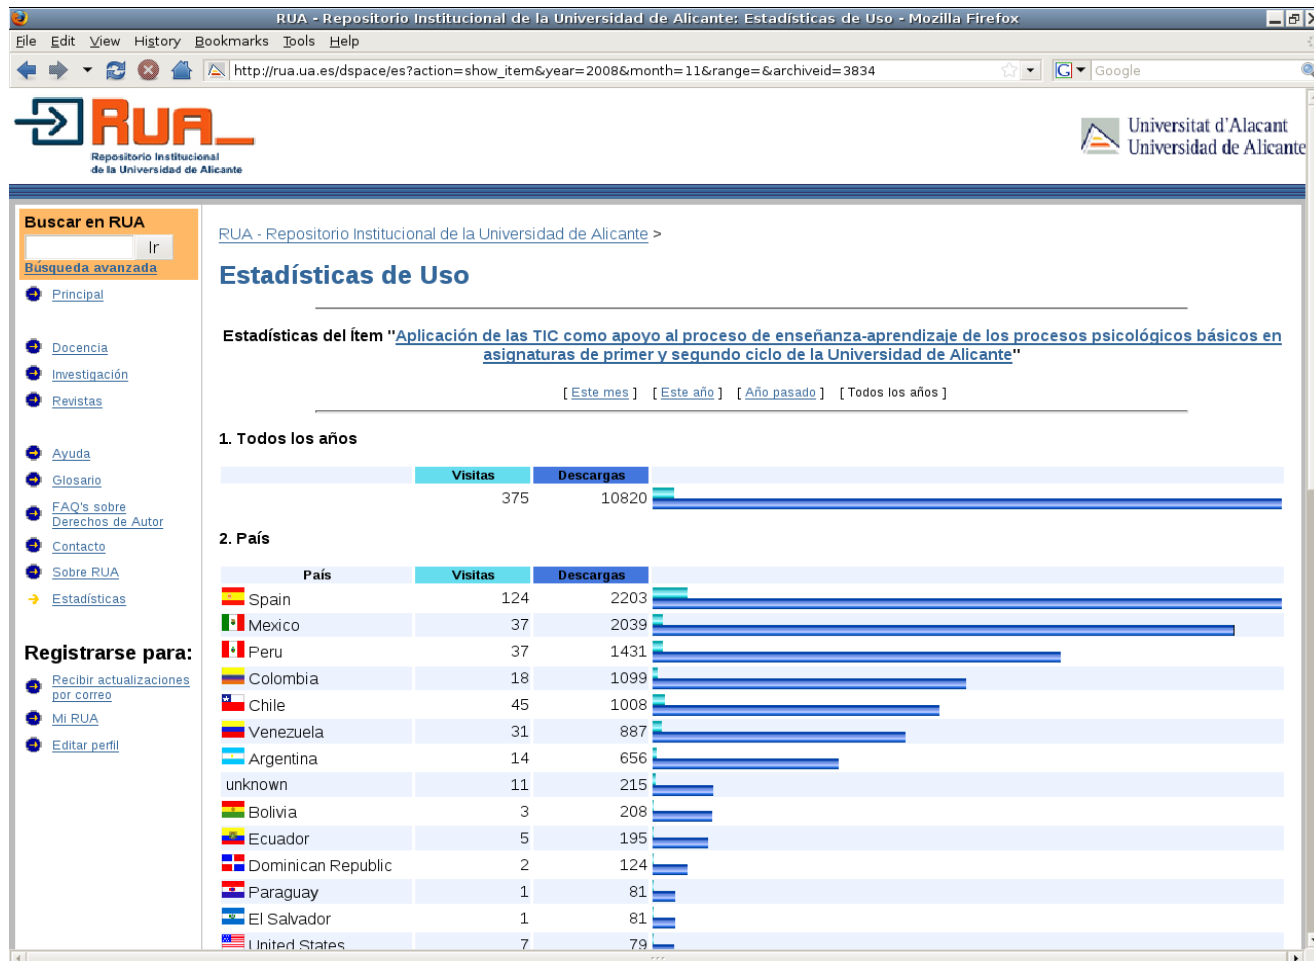 RUA - Repositorio Institucional de la Universidad de Alicante: Estadísticas de Uso - Mozilla Firefox
File Edit View History Bookmarks Tools Help
http://rua.ua.es/dspace/es?action=show_item&year=2008&month=11&range=&archiveid=3834
G Google
RUA_
Repositorio Institucional
de la Universidad de Alicante
Universitat d'Alacant
Universidad de Alicante
Buscar en RUA
Ir
Búsqueda avanzada
Principal
Docencia
Investigación
Revistas
Ayuda
Glosario
FAQ's sobre
Derechos de Autor
Contacto
Sobre RUA
Estadísticas
Registrarse para:
Recibir actualizaciones
por correo
Mi RUA
Editar perfil
RUA - Repositorio Institucional de la Universidad de Alicante >
Estadísticas de Uso
Estadísticas del Ítem "Aplicación de las TIC como apoyo al proceso de enseñanza-aprendizaje de los procesos psicológicos básicos en
asignaturas de primer y segundo ciclo de la Universidad de Alicante"
[ Este mes ] [ Este año ] [ Año pasado ] [ Todos los años ]
1. Todos los años
Visitas Descargas
375 10820
2. País
País Visitas Descargas
Spain 124 2203
Mexico 37 2039
Peru 37 1431
Colombia 18 1099
Chile 45 1008
Venezuela 31 887
Argentina 14 656
unknown 11 215
Bolivia 3 208
Ecuador 5 195
Dominican Republic 2 124
Paraguay 1 81
El Salvador 1 81
United States 7 79